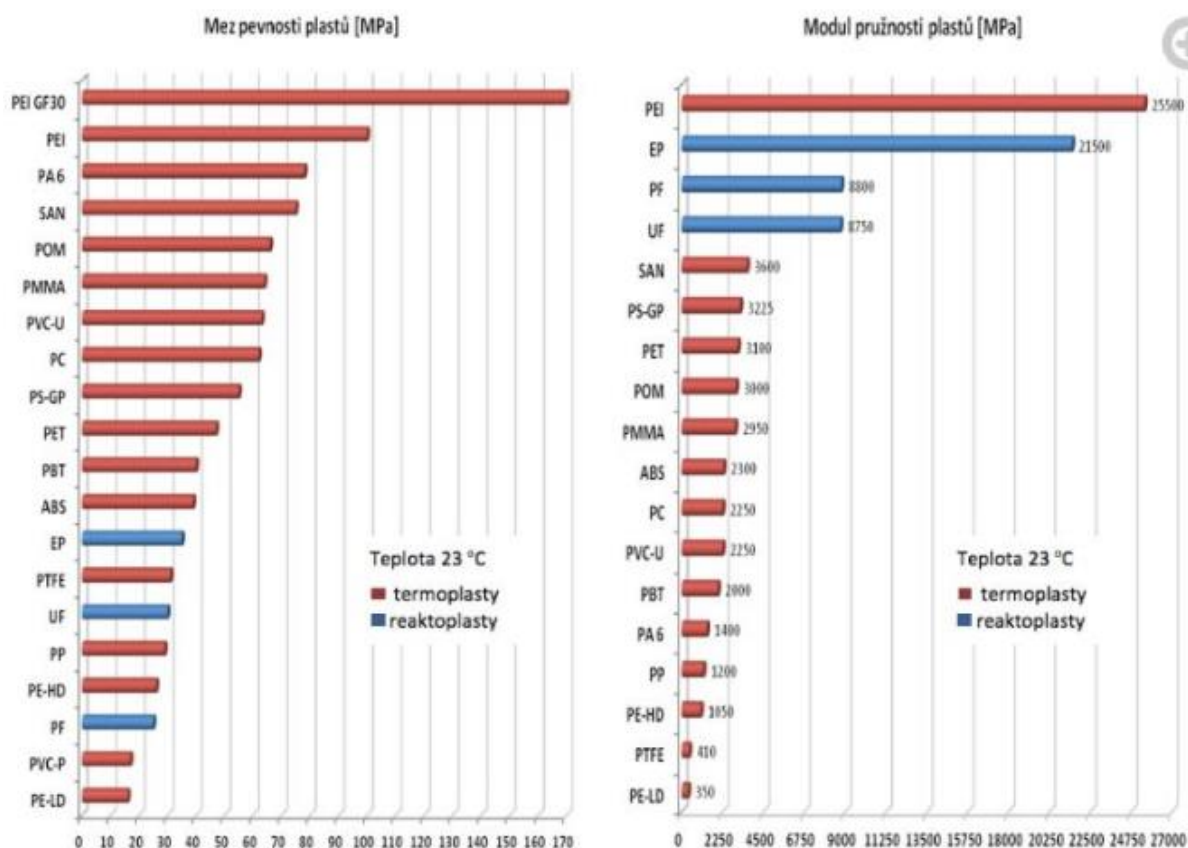 Mez pevnosti plastů [MPa]
PEI GF30
PEI
PA 6
SAN
POM
PMMA
PVC-U
PC
PS-GP
PET
PBT
ABS
EP
PTFE
UF
PP
PE-HD
PF
PVC-P
PE-LD
0 10 20 30 40 50 60 70 80 90 100 110 120 130 140 150 160 170
Teplota 23 °C
termoplasty
reaktoplasty
Modul pružnosti plastů [MPa]
PEI 25500
EP 21500
PF 8800
UF 8750
SAN 3600
PS-GP 3225
PET 3100
POM 3000
PMMA 2950
ABS 2300
PC 2250
PVC-U 2250
PBT 2000
PA 6 1400
PP 1200
PE-HD 1050
PTFE 410
PE-LD 350
0 2250 4500 6750 9000 11250 13500 15750 18000 20250 22500 24750 27000
Teplota 23 °C
termoplasty
reaktoplasty